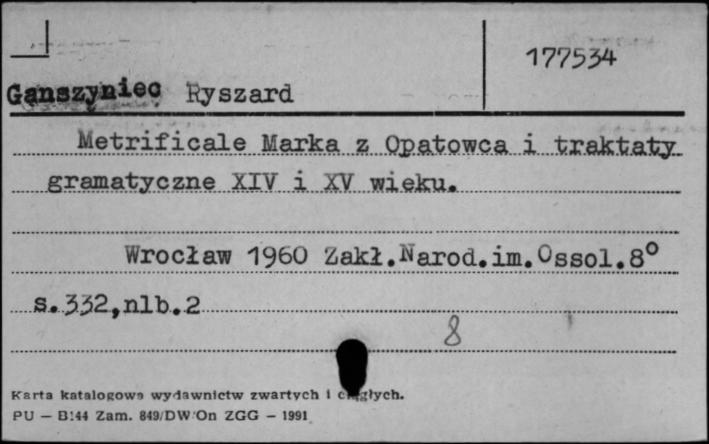 177534
Ganszyniec Ryszard
Metrificale Marka z Opatowca i traktaty
gramatyczne XIV i XV wieku.
Wrocław 1960 Zakł.Narod.im.Ossol.8°
s.332,nlb.2
8
Karta katalogowa wydawnictw zwartych i ciągłych.
PU — B144 Zam. 849/DW/On ZGG — 1991